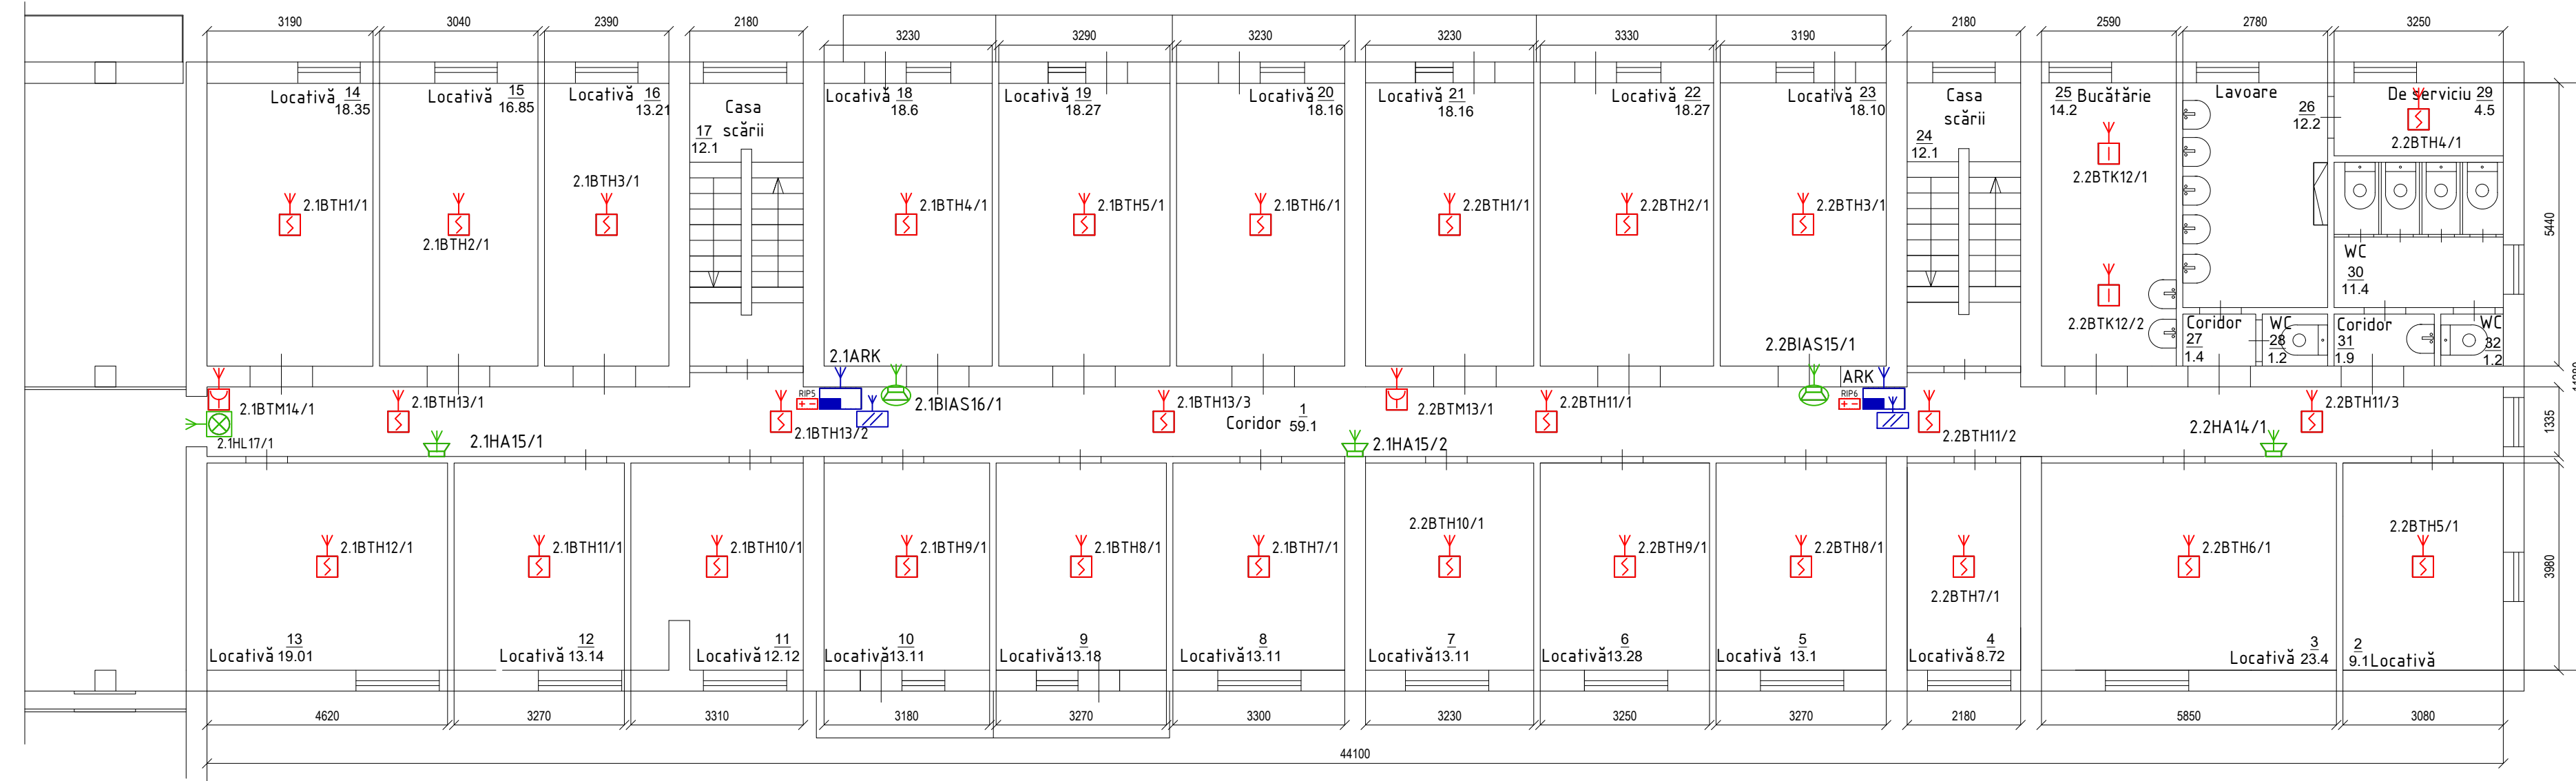 3190
3040
2390
2180
3230
3290
3230
3230
3330
3190
2180
2590
2780
3250
Locativă 14
18.35
Locativă 15
16.85
Locativă 16
13.21
17
12.1
Casa
scării
Locativă 18
18.6
Locativă 19
18.27
Locativă 20
18.16
Locativă 21
18.16
Locativă 22
18.27
Locativă 23
18.10
Casa
scării
24
12.1
25 Bucătărie
14.2
Lavoare
26
12.2
De serviciu 29
4.5
2.2BTH4/1
2.1BTH1/1
2.1BTH2/1
2.1BTH3/1
2.1BTH4/1
2.1BTH5/1
2.1BTH6/1
2.2BTH1/1
2.2BTH2/1
2.2BTH3/1
2.2BTK12/1
2.2BTK12/2
WC
30
11.4
Coridor
27
1.4
WC
28
1.2
Coridor
31
1.9
WC
32
1.2
5440
2.1ARK
RIP5
2.1BIAS16/1
2.2BIAS15/1
ARK
RIP6
2.1BTM14/1
2.1HL17/1
2.1BTH13/1
2.1HA15/1
2.1BTH13/2
2.1BTH13/3
Coridor 1
59.1
2.1HA15/2
2.2BTM13/1
2.2BTH11/1
2.2BTH11/2
2.2HA14/1
2.2BTH11/3
1335
2.1BTH12/1
2.1BTH11/1
2.1BTH10/1
2.1BTH9/1
2.1BTH8/1
2.1BTH7/1
2.2BTH10/1
2.2BTH9/1
2.2BTH8/1
2.2BTH7/1
2.2BTH6/1
2.2BTH5/1
3980
Locativă 13
19.01
Locativă 12
13.14
Locativă 11
12.12
Locativă 10
13.11
Locativă 9
13.18
Locativă 8
13.11
Locativă 7
13.11
Locativă 6
13.28
Locativă 5
13.1
Locativă 4
8.72
Locativă 3
23.4
2
9.1 Locativă
4620
3270
3310
3180
3270
3300
3230
3250
3270
2180
5850
3080
44100